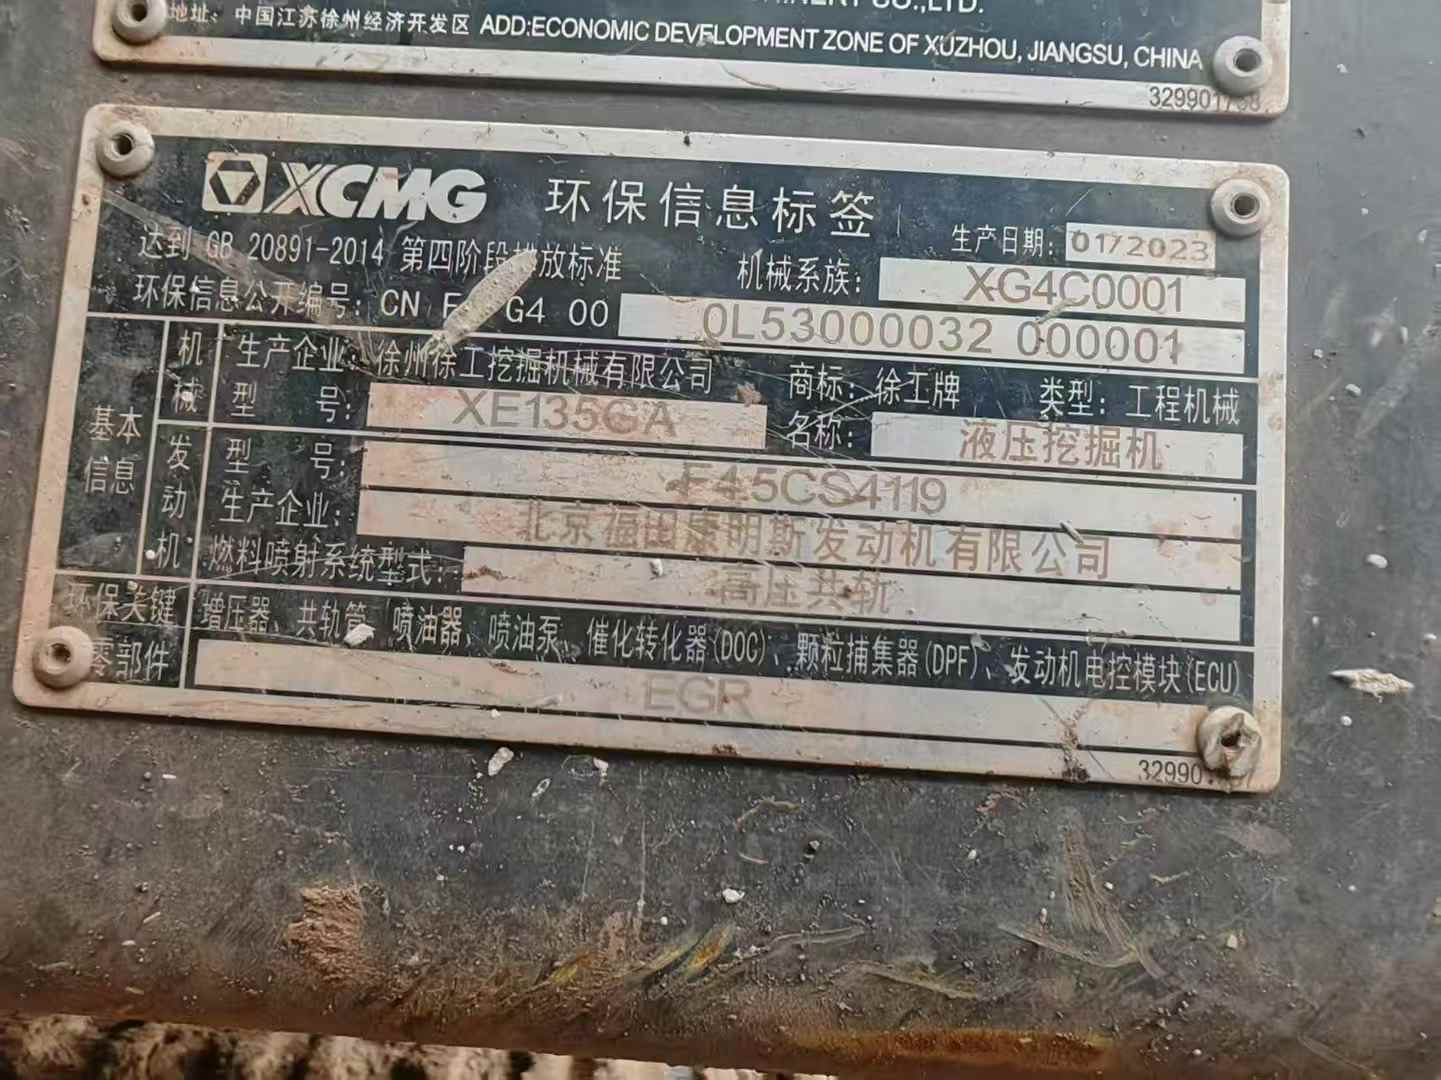 CO.,LTD.
地址: 中国江苏徐州经济开发区 ADD:ECONOMIC DEVELOPMENT ZONE OF XUZHOU, JIANGSU, CHINA
XCMG 环保信息标签
生产日期: 01/2023
达到 GB 20891-2014 第四阶段排放标准
机械系族: XG4C0001
环保信息公开编号: CN G4 00 0L53000032 000001
基本信息
机械
生产企业: 徐州徐工挖掘机械有限公司 商标: 徐工牌 类型: 工程机械
型 号: XE135GA 名称: 液压挖掘机
发动机
型 号: F4.5CS4119
生产企业: 北京福田康明斯发动机有限公司
燃料喷射系统型式: 高压共轨
环保关键零部件
增压器、共轨管、喷油器、喷油泵、催化转化器(DOC)、颗粒捕集器(DPF)、发动机电控模块(ECU)
EGR